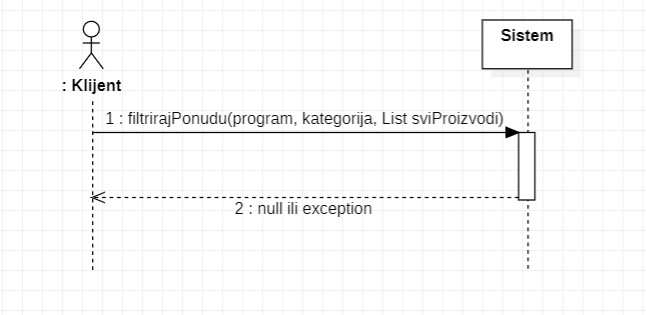 Sistem
: Klijent
1 : filtrirajPonudu(program, kategorija, List sviProizvodi)
2 : null ili exception